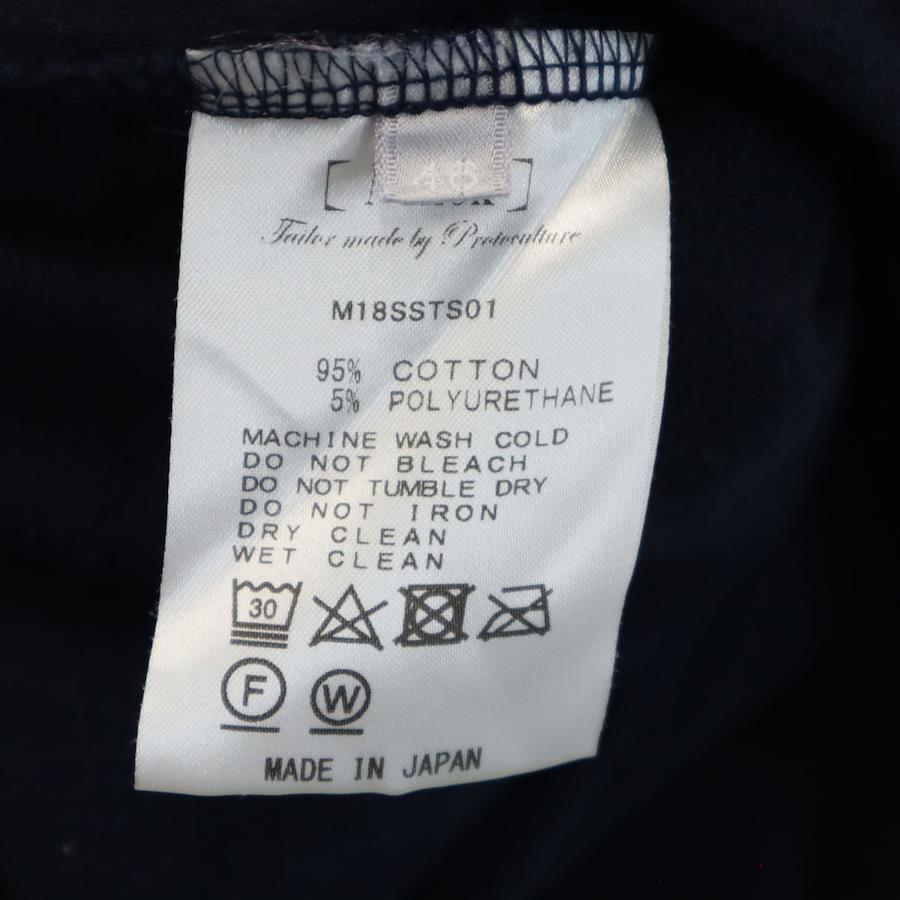 48
Tailor made by Protoculture
M18SSTS01
95% COTTON
5% POLYURETHANE
MACHINE WASH COLD
DO NOT BLEACH
DO NOT TUMBLE DRY
DO NOT IRON
DRY CLEAN
WET CLEAN
30
F W
MADE IN JAPAN